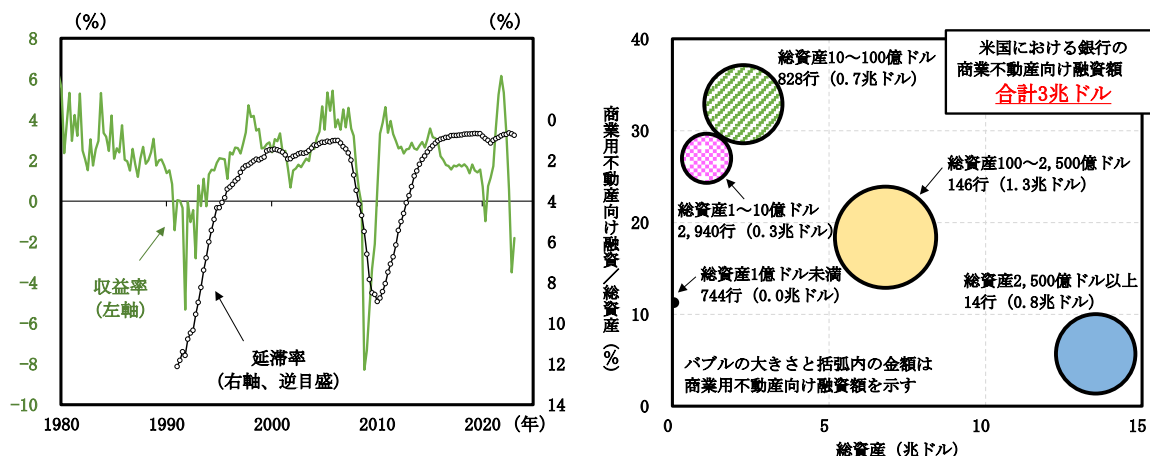 (%)
(%)
8
6
4
2
0
−2
−4
−6
−8
−10
0
2
4
6
8
10
12
14
収益率
(左軸)
延滞率
(右軸、逆目盛)
1980
1990
2000
2010
2020
(年)
40
30
20
10
0
商業用不動産向け融資/総資産(%)
総資産10~100億ドル
828行(0.7兆ドル)
米国における銀行の
商業不動産向け融資額
合計3兆ドル
総資産100~2,500億ドル
146行(1.3兆ドル)
総資産1~10億ドル
2,940行(0.3兆ドル)
総資産1億ドル未満
744行(0.0兆ドル)
総資産2,500億ドル以上
14行(0.8兆ドル)
バブルの大きさと括弧内の金額は
商業用不動産向け融資額を示す
0
5
10
15
総資産(兆ドル)